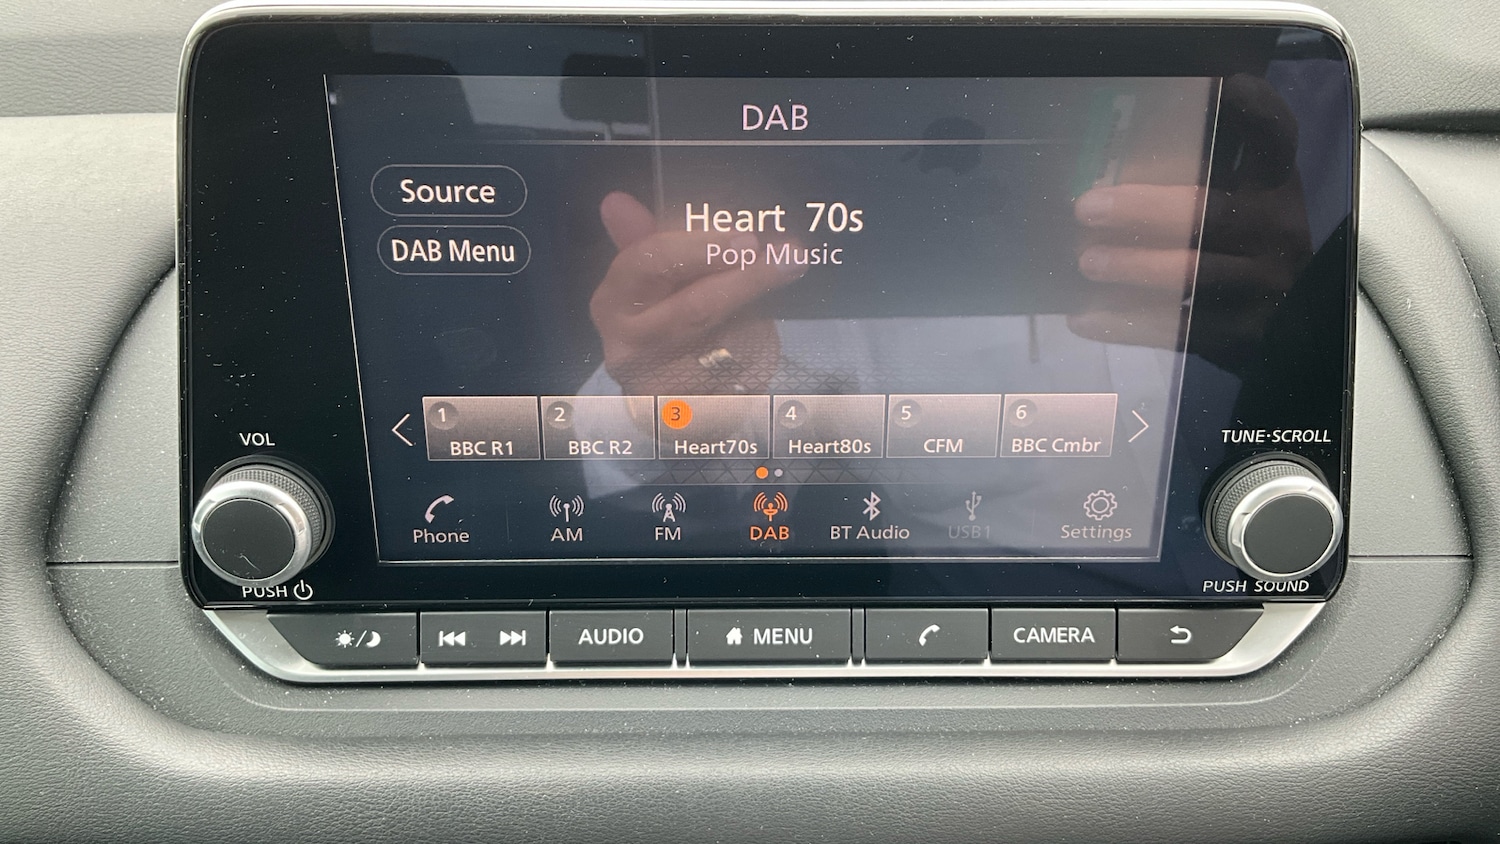 DAB
Source
DAB Menu
Heart 70s
Pop Music
1 BBC R1
2 BBC R2
3 Heart70s
4 Heart80s
5 CFM
6 BBC Cmbr
Phone
AM
FM
DAB
BT Audio
USB1
Settings
VOL
PUSH
TUNE·SCROLL
PUSH SOUND
AUDIO
MENU
CAMERA